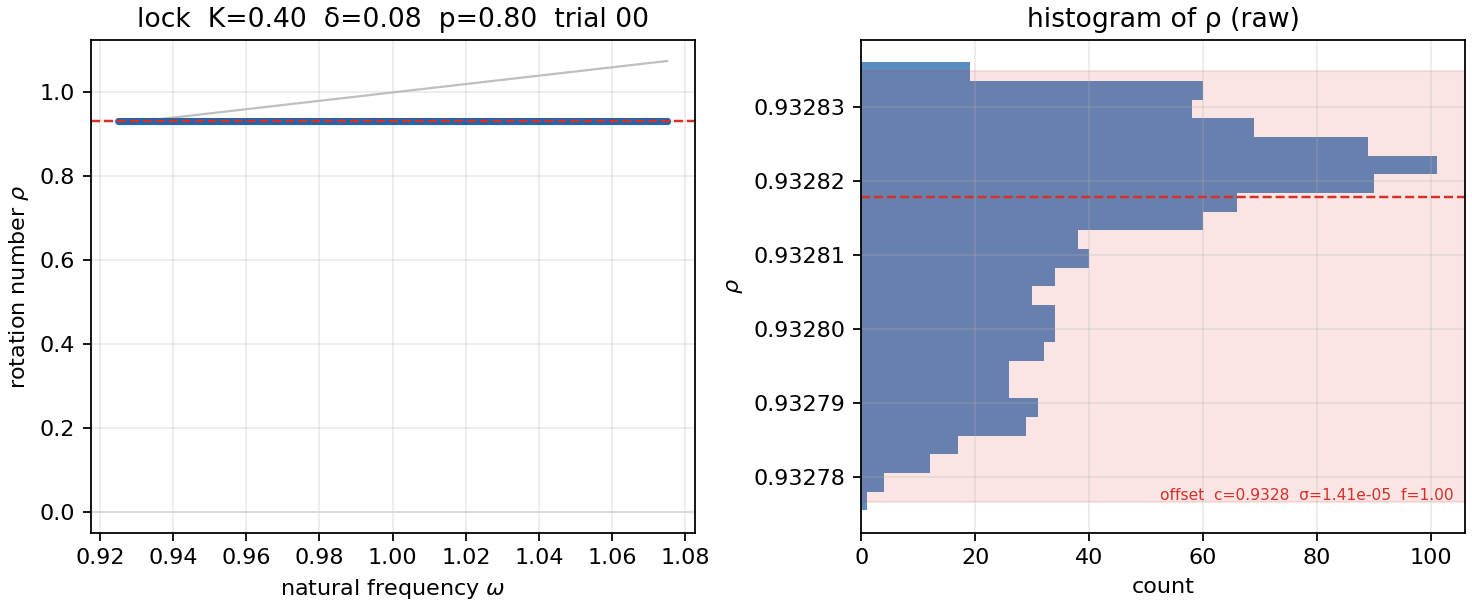 lock K=0.40 δ=0.08 p=0.80 trial 00
rotation number ρ
1.0
0.8
0.6
0.4
0.2
0.0
0.92 0.94 0.96 0.98 1.00 1.02 1.04 1.06 1.08
natural frequency ω
histogram of ρ (raw)
ρ
0.93283
0.93282
0.93281
0.93280
0.93279
0.93278
offset c=0.9328 σ=1.41e-05 f=1.00
0 20 40 60 80 100
count